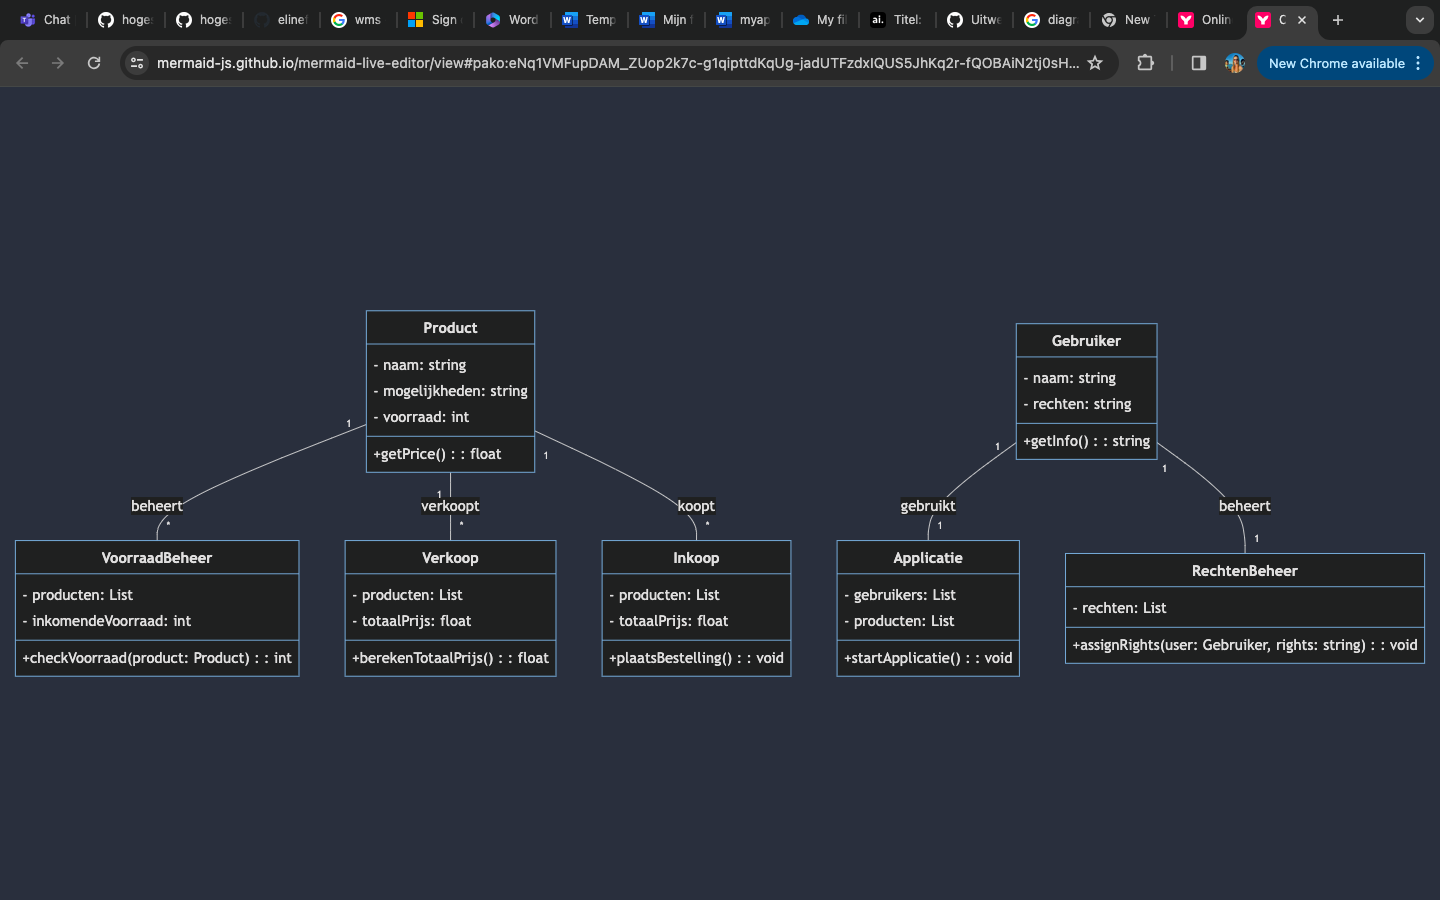 Chat
hoge
hoge
elinef
wms
Sign
Word
Temp
Mijn f
myap
My fil
ai. Titel:
Uitwe
diagr
New
Onlin
C
mermaid-js.github.io/mermaid-live-editor/view#pako:eNq1VMFupDAM_ZUop2k7c-g1qipttdKqUg-jadUTFzdxIQUS5JhKq2r-fQOBAiN2tj0sH...
New Chrome available
Product
- naam: string
- mogelijkheden: string
- voorraad: int
+getPrice() : : float
Gebruiker
- naam: string
- rechten: string
+getInfo() : : string
1
1
1
1
1
beheert
*
verkoopt
*
koopt
*
gebruikt
1
beheert
1
VoorraadBeheer
- producten: List
- inkomendeVoorraad: int
+checkVoorraad(product: Product) : : int
Verkoop
- producten: List
- totaalPrijs: float
+berekenTotaalPrijs() : : float
Inkoop
- producten: List
- totaalPrijs: float
+plaatsBestelling() : : void
Applicatie
- gebruikers: List
- producten: List
+startApplicatie() : : void
RechtenBeheer
- rechten: List
+assignRights(user: Gebruiker, rights: string) : : void